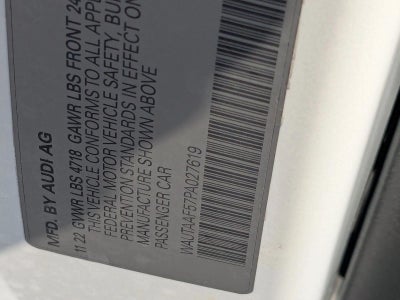 MFD. BY AUDI AG
11.22 GVWR LBS 4718 GAWR LBS FRONT 24
THIS VEHICLE CONFORMS TO ALL APP
FEDERAL MOTOR VEHICLE SAFETY, BU
PREVENTION STANDARDS IN EFFECT ON
MANUFACTURE SHOWN ABOVE
PASSENGER CAR
WAUTAAF57PA027619